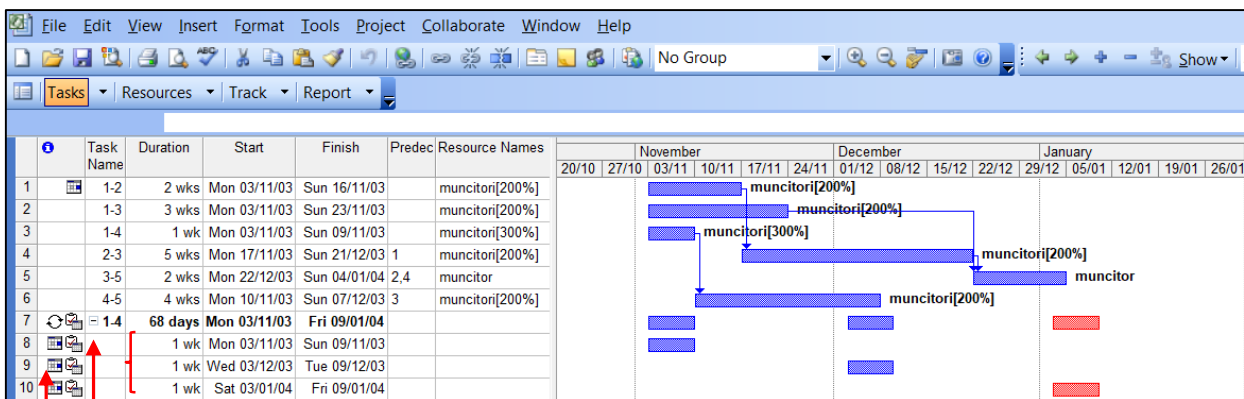 File Edit View Insert Format Tools Project Collaborate Window Help
No Group Show
Tasks Resources Track Report
Task Name Duration Start Finish Predec Resource Names
November December January
20/10 27/10 03/11 10/11 17/11 24/11 01/12 08/12 15/12 22/12 29/12 05/01 12/01 19/01 26/01
1 1-2 2 wks Mon 03/11/03 Sun 16/11/03 muncitori[200%] muncitori[200%]
2 1-3 3 wks Mon 03/11/03 Sun 23/11/03 muncitori[200%] muncitori[200%]
3 1-4 1 wk Mon 03/11/03 Sun 09/11/03 muncitori[300%] muncitori[300%]
4 2-3 5 wks Mon 17/11/03 Sun 21/12/03 1 muncitori[200%] muncitori[200%]
5 3-5 2 wks Mon 22/12/03 Sun 04/01/04 2,4 muncitor muncitor
6 4-5 4 wks Mon 10/11/03 Sun 07/12/03 3 muncitori[200%] muncitori[200%]
7 1-4 68 days Mon 03/11/03 Fri 09/01/04
8 1 wk Mon 03/11/03 Sun 09/11/03
9 1 wk Wed 03/12/03 Tue 09/12/03
10 1 wk Sat 03/01/04 Fri 09/01/04